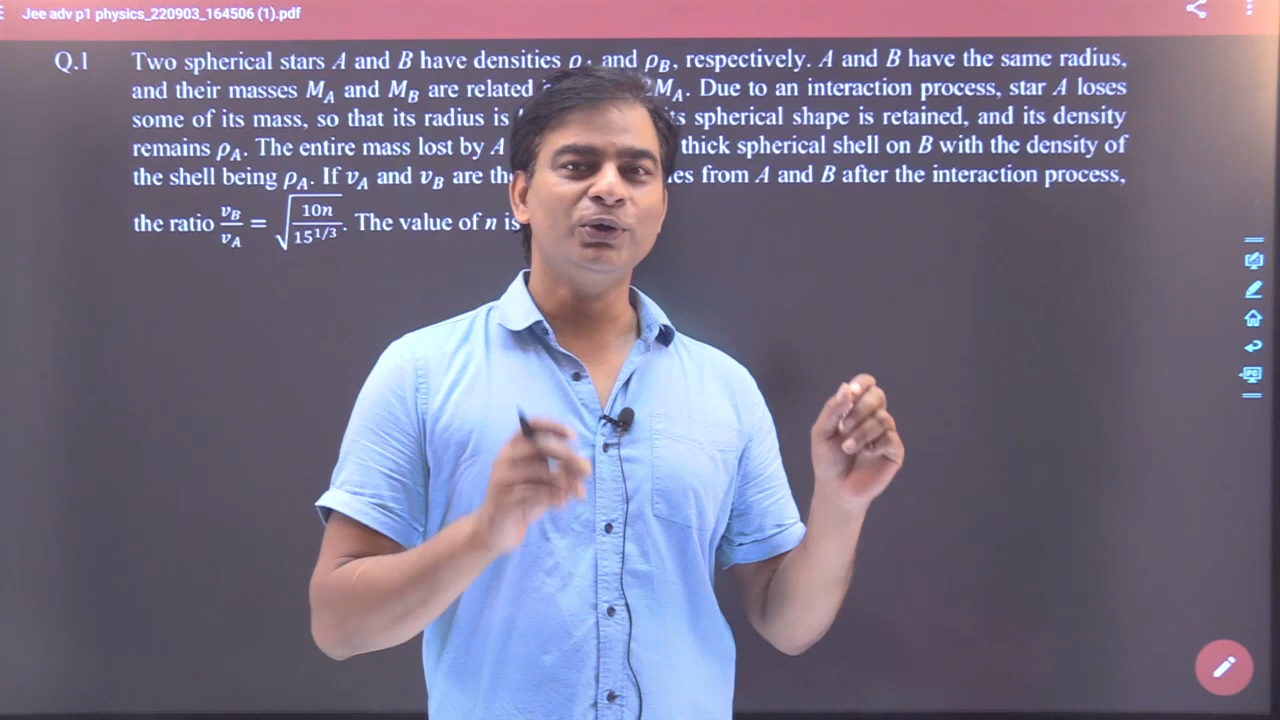 Jee adv p1 physics_220903_164506 (1).pdf
Q.1 Two spherical stars A and B have densities ρ_A and ρ_B, respectively. A and B have the same radius,
and their masses M_A and M_B are related M_A. Due to an interaction process, star A loses
some of its mass, so that its radius is spherical shape is retained, and its density
remains ρ_A. The entire mass lost by A thick spherical shell on B with the density of
the shell being ρ_A. If v_A and v_B are from A and B after the interaction process,
the ratio v_B/v_A = √(10n/15^{1/3}). The value of n is
PC